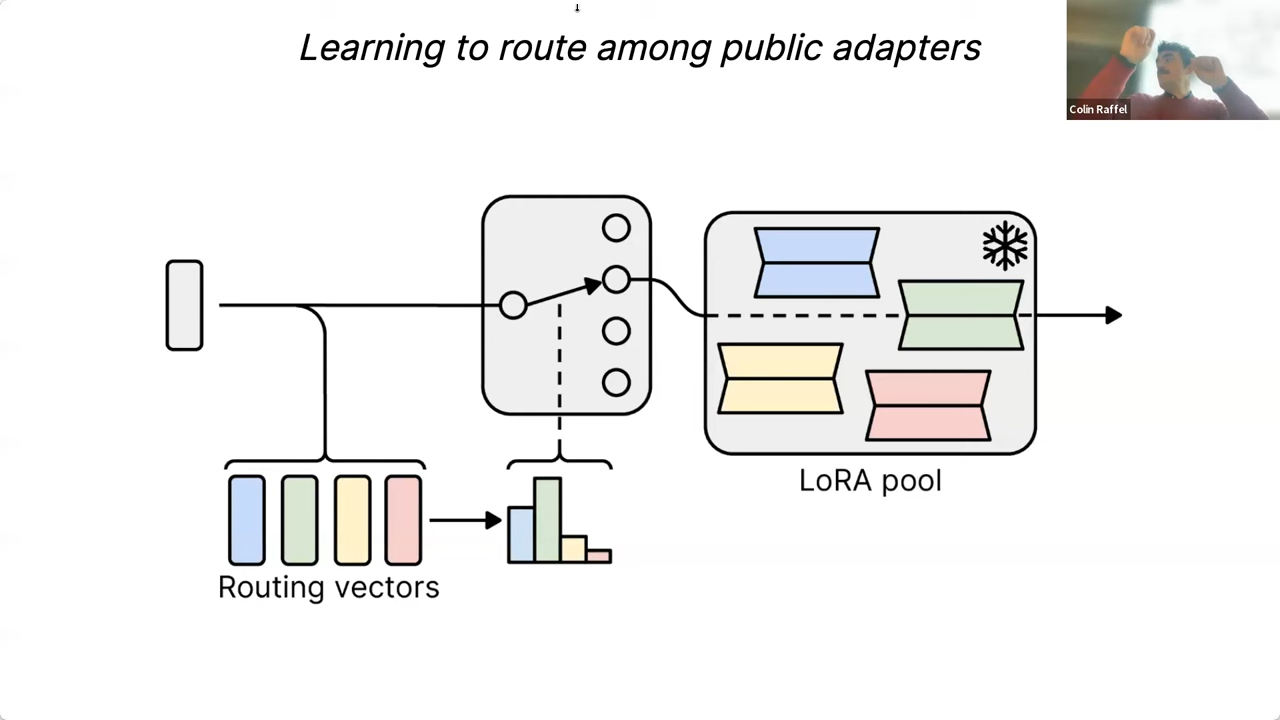 Learning to route among public adapters
Colin Raffel
LoRA pool
Routing vectors